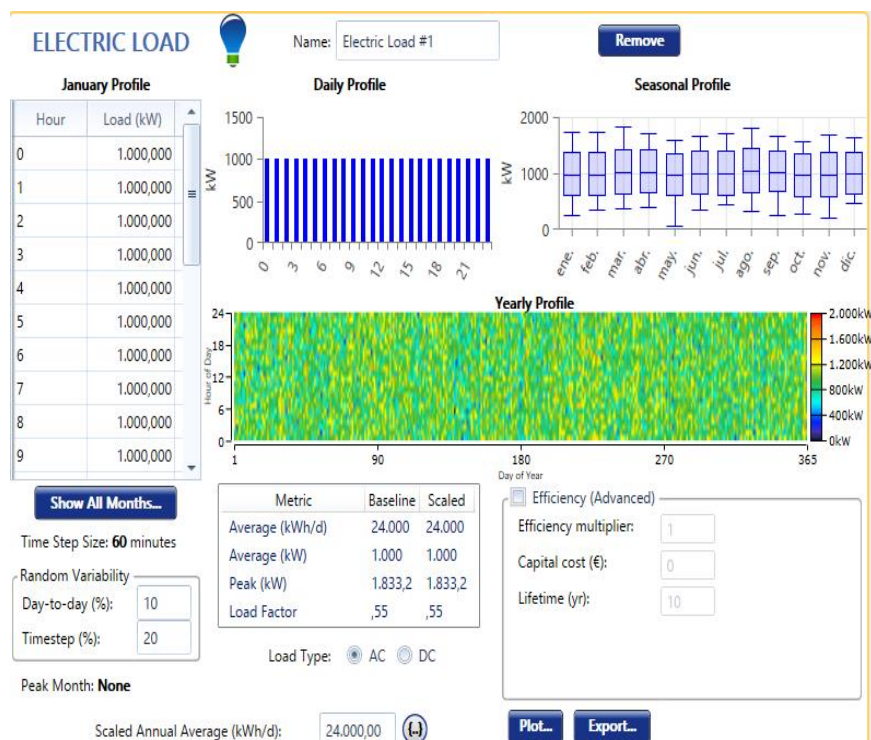 ELECTRIC LOAD
Name: Electric Load #1
Remove
January Profile
Hour Load (kW)
0 1.000,000
1 1.000,000
2 1.000,000
3 1.000,000
4 1.000,000
5 1.000,000
6 1.000,000
7 1.000,000
8 1.000,000
9 1.000,000
Show All Months...
Time Step Size: 60 minutes
Random Variability
Day-to-day (%): 10
Timestep (%): 20
Peak Month: None
Scaled Annual Average (kWh/d): 24.000,00 {..}
Daily Profile
kW
1500
1000
500
0
0 3 6 9 12 15 18 21
Seasonal Profile
kW
2000
1000
0
ene. feb. mar. abr. may. jun. jul. ago. sep. oct. nov. dic.
Yearly Profile
Hour of Day
24
18
12
6
0
1 90 180 270 365
Day of Year
2.000kW
1.600kW
1.200kW
800kW
400kW
0kW
Metric Baseline Scaled
Average (kWh/d) 24.000 24.000
Average (kW) 1.000 1.000
Peak (kW) 1.833,2 1.833,2
Load Factor ,55 ,55
Load Type: AC DC
Efficiency (Advanced)
Efficiency multiplier: 1
Capital cost (€): 0
Lifetime (yr): 10
Plot... Export...